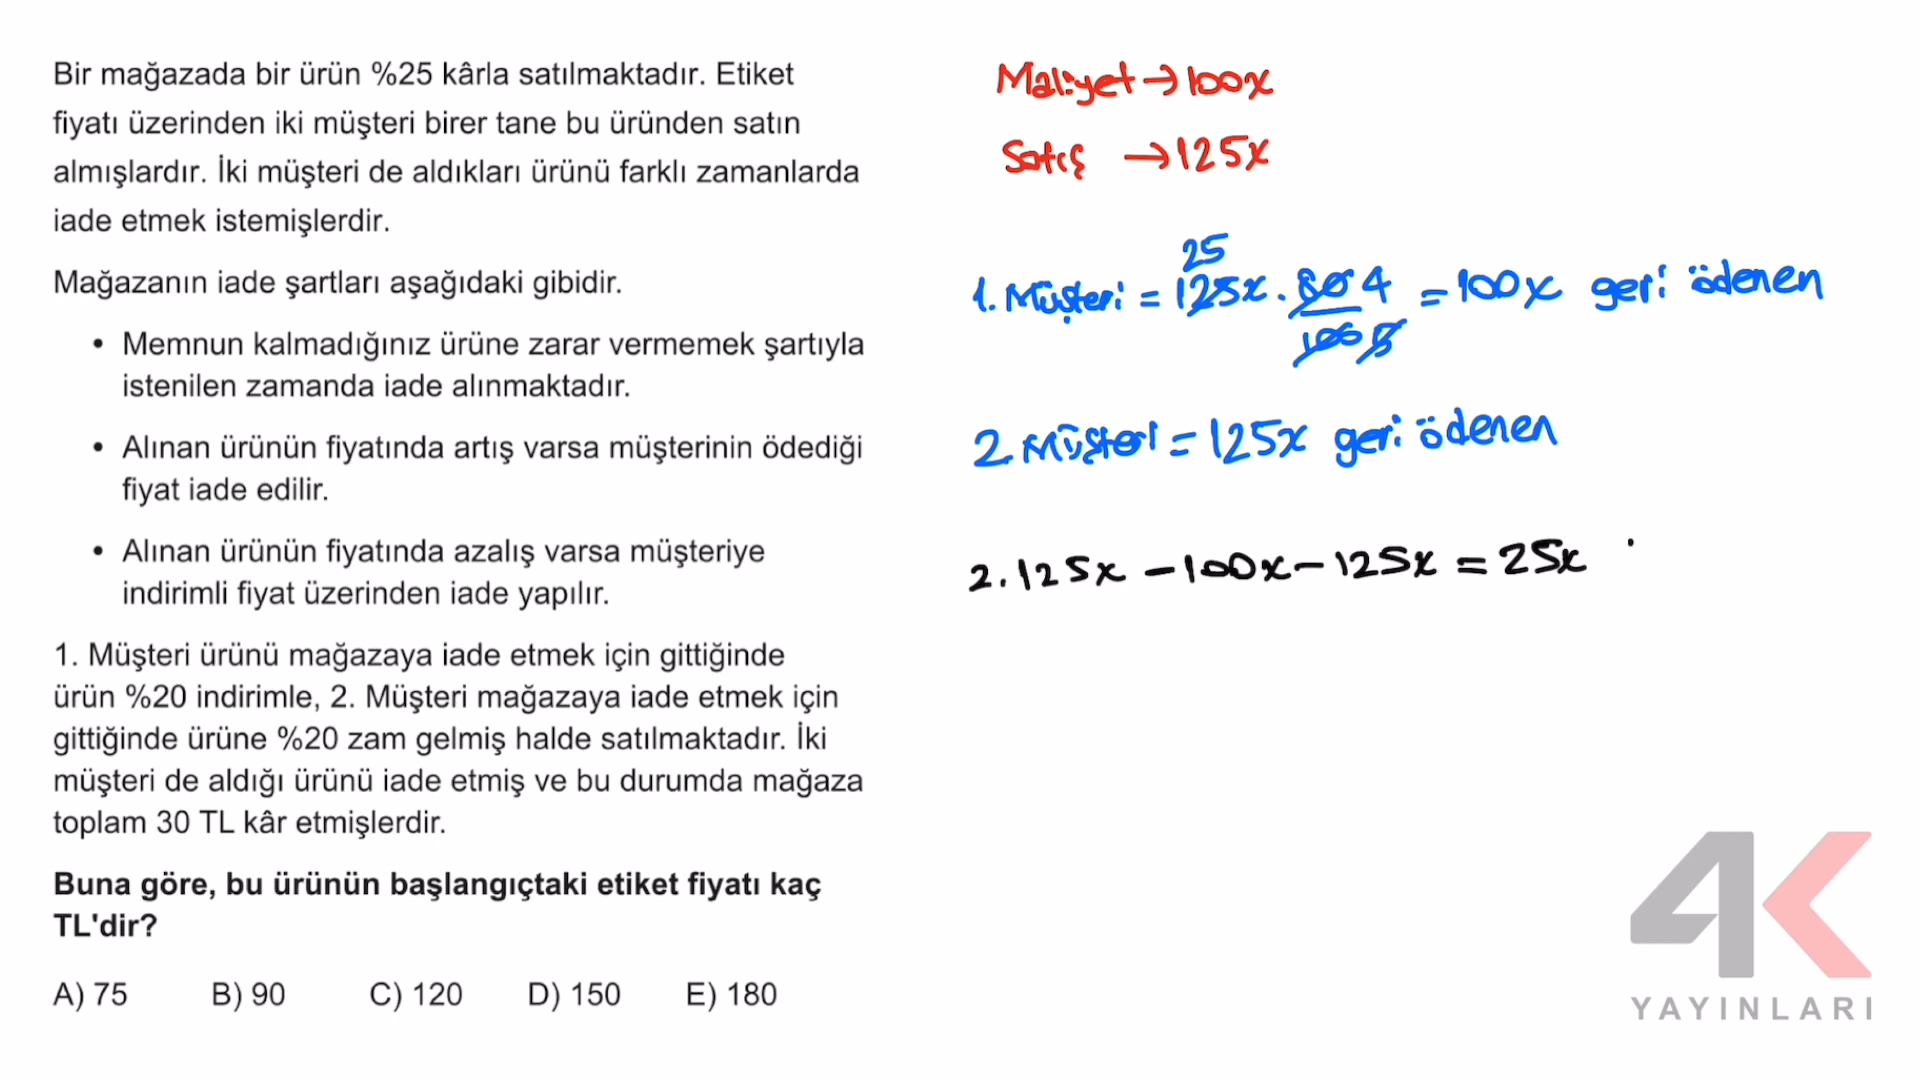 Bir mağazada bir ürün %25 kârla satılmaktadır. Etiket
fiyatı üzerinden iki müşteri birer tane bu üründen satın
almışlardır. İki müşteri de aldıkları ürünü farklı zamanlarda
iade etmek istemişlerdir.
Mağazanın iade şartları aşağıdaki gibidir.
• Memnun kalmadığınız ürüne zarar vermemek şartıyla
istenilen zamanda iade alınmaktadır.
• Alınan ürünün fiyatında artış varsa müşterinin ödediği
fiyat iade edilir.
• Alınan ürünün fiyatında azalış varsa müşteriye
indirimli fiyat üzerinden iade yapılır.
1. Müşteri ürünü mağazaya iade etmek için gittiğinde
ürün %20 indirimle, 2. Müşteri mağazaya iade etmek için
gittiğinde ürüne %20 zam gelmiş halde satılmaktadır. İki
müşteri de aldığı ürünü iade etmiş ve bu durumda mağaza
toplam 30 TL kâr etmişlerdir.
Buna göre, bu ürünün başlangıçtaki etiket fiyatı kaç
TL'dir?
A) 75 B) 90 C) 120 D) 150 E) 180
Maliyet → 100x
Satış → 125x
25
1. Müşteri = 125x . 80 4 = 100x geri ödenen
100 5
2 Müşteri = 125x geri ödenen
2. 125x - 100x - 125x = 25x
4K
YAYINLARI